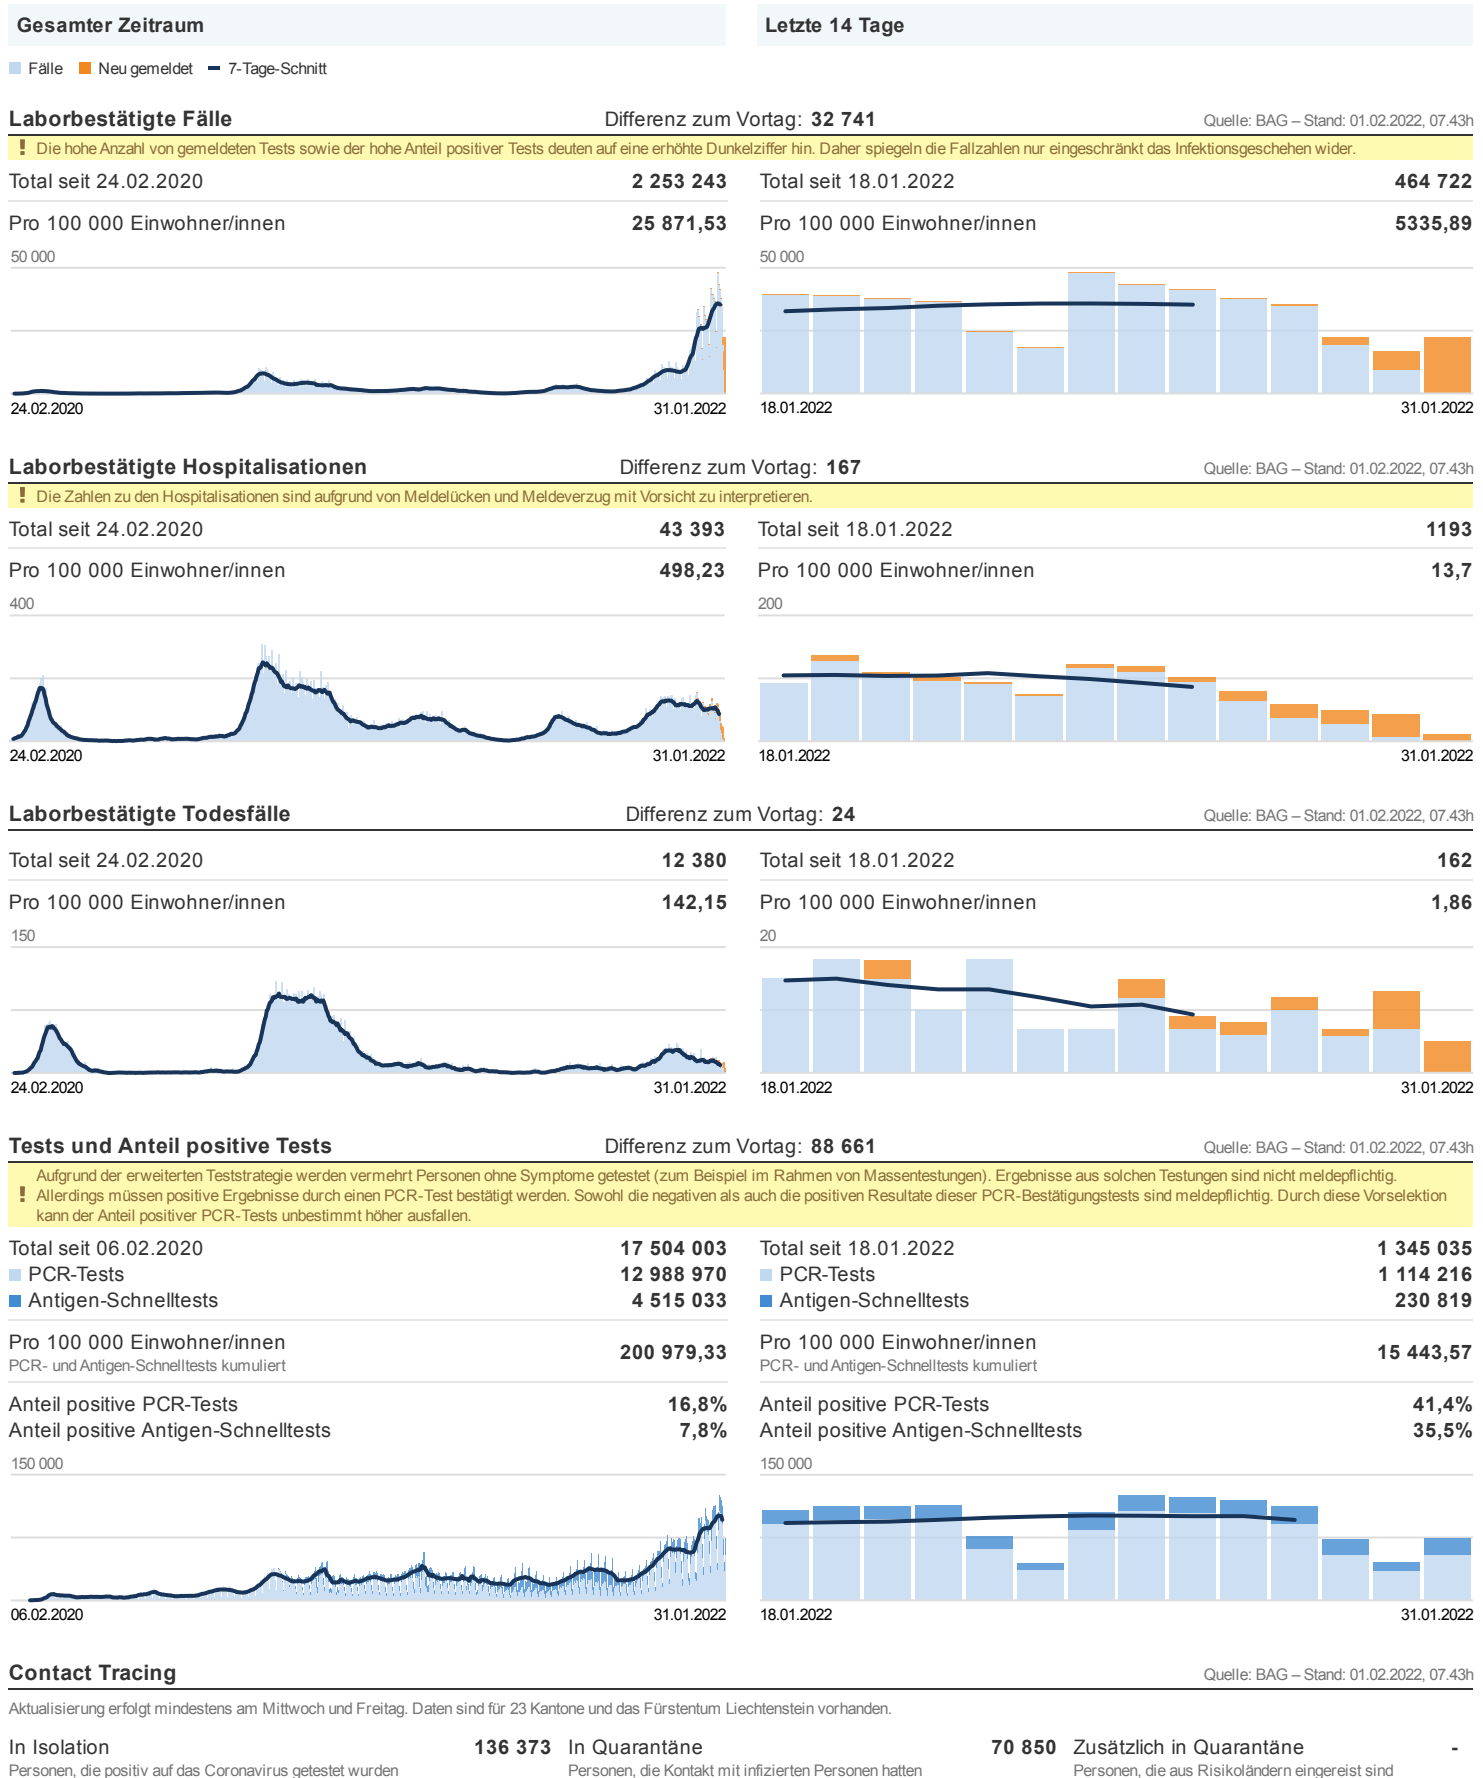 Gesamter Zeitraum
Letzte 14 Tage
Fälle Neu gemeldet 7-Tage-Schnitt
Laborbestätigte Fälle Differenz zum Vortag: 32 741 Quelle: BAG – Stand: 01.02.2022, 07.43h
! Die hohe Anzahl von gemeldeten Tests sowie der hohe Anteil positiver Tests deuten auf eine erhöhte Dunkelziffer hin. Daher spiegeln die Fallzahlen nur eingeschränkt das Infektionsgeschehen wider.
Total seit 24.02.2020 2 253 243
Pro 100 000 Einwohner/innen 25 871,53
50 000
24.02.2020 31.01.2022
Total seit 18.01.2022 464 722
Pro 100 000 Einwohner/innen 5335,89
50 000
18.01.2022 31.01.2022
Laborbestätigte Hospitalisationen Differenz zum Vortag: 167 Quelle: BAG – Stand: 01.02.2022, 07.43h
! Die Zahlen zu den Hospitalisationen sind aufgrund von Meldelücken und Meldeverzug mit Vorsicht zu interpretieren.
Total seit 24.02.2020 43 393
Pro 100 000 Einwohner/innen 498,23
400
24.02.2020 31.01.2022
Total seit 18.01.2022 1193
Pro 100 000 Einwohner/innen 13,7
200
18.01.2022 31.01.2022
Laborbestätigte Todesfälle Differenz zum Vortag: 24 Quelle: BAG – Stand: 01.02.2022, 07.43h
Total seit 24.02.2020 12 380
Pro 100 000 Einwohner/innen 142,15
150
24.02.2020 31.01.2022
Total seit 18.01.2022 162
Pro 100 000 Einwohner/innen 1,86
20
18.01.2022 31.01.2022
Tests und Anteil positive Tests Differenz zum Vortag: 88 661 Quelle: BAG – Stand: 01.02.2022, 07.43h
Aufgrund der erweiterten Teststrategie werden vermehrt Personen ohne Symptome getestet (zum Beispiel im Rahmen von Massentestungen). Ergebnisse aus solchen Testungen sind nicht meldepflichtig.
! Allerdings müssen positive Ergebnisse durch einen PCR-Test bestätigt werden. Sowohl die negativen als auch die positiven Resultate dieser PCR-Bestätigungstests sind meldepflichtig. Durch diese Vorselektion
kann der Anteil positiver PCR-Tests unbestimmt höher ausfallen.
Total seit 06.02.2020 17 504 003
PCR-Tests 12 988 970
Antigen-Schnelltests 4 515 033
Pro 100 000 Einwohner/innen 200 979,33
PCR- und Antigen-Schnelltests kumuliert
Anteil positive PCR-Tests 16,8%
Anteil positive Antigen-Schnelltests 7,8%
150 000
06.02.2020 31.01.2022
Total seit 18.01.2022 1 345 035
PCR-Tests 1 114 216
Antigen-Schnelltests 230 819
Pro 100 000 Einwohner/innen 15 443,57
PCR- und Antigen-Schnelltests kumuliert
Anteil positive PCR-Tests 41,4%
Anteil positive Antigen-Schnelltests 35,5%
150 000
18.01.2022 31.01.2022
Contact Tracing Quelle: BAG – Stand: 01.02.2022, 07.43h
Aktualisierung erfolgt mindestens am Mittwoch und Freitag. Daten sind für 23 Kantone und das Fürstentum Liechtenstein vorhanden.
In Isolation 136 373
Personen, die positiv auf das Coronavirus getestet wurden
In Quarantäne 70 850
Personen, die Kontakt mit infizierten Personen hatten
Zusätzlich in Quarantäne -
Personen, die aus Risikoländern eingereist sind